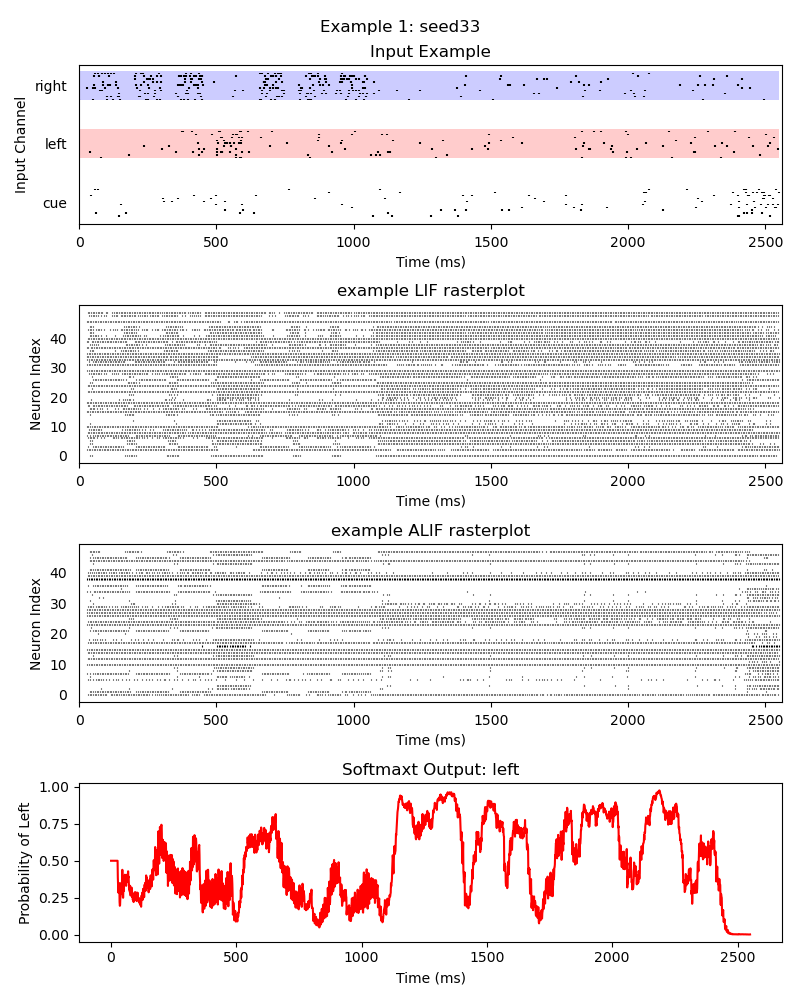 Example 1: seed33
Input Example
right
left
cue
Input Channel
0 500 1000 1500 2000 2500
Time (ms)
example LIF rasterplot
40
30
20
10
0
Neuron Index
0 500 1000 1500 2000 2500
Time (ms)
example ALIF rasterplot
40
30
20
10
0
Neuron Index
0 500 1000 1500 2000 2500
Time (ms)
Softmaxt Output: left
1.00
0.75
0.50
0.25
0.00
Probability of Left
0 500 1000 1500 2000 2500
Time (ms)